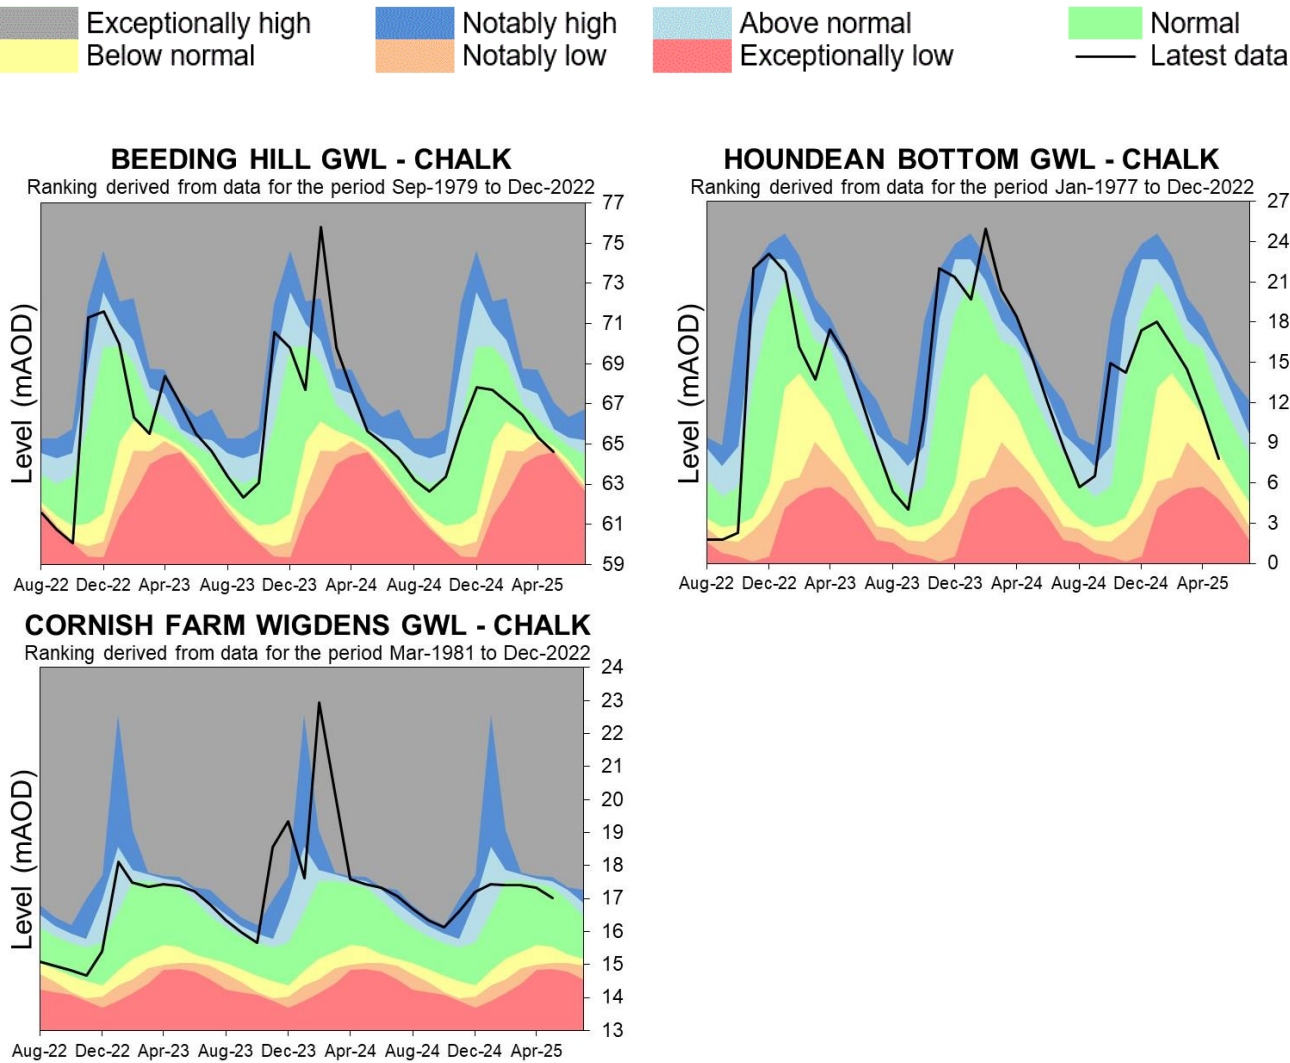 Exceptionally high Notably high Above normal Normal
Below normal Notably low Exceptionally low Latest data
BEEDING HILL GWL - CHALK
Ranking derived from data for the period Sep-1979 to Dec-2022
Level (mAOD)
77
75
73
71
69
67
65
63
61
59
Aug-22 Dec-22 Apr-23 Aug-23 Dec-23 Apr-24 Aug-24 Dec-24 Apr-25
HOUNDEAN BOTTOM GWL - CHALK
Ranking derived from data for the period Jan-1977 to Dec-2022
Level (mAOD)
27
24
21
18
15
12
9
6
3
0
Aug-22 Dec-22 Apr-23 Aug-23 Dec-23 Apr-24 Aug-24 Dec-24 Apr-25
CORNISH FARM WIGDENS GWL - CHALK
Ranking derived from data for the period Mar-1981 to Dec-2022
Level (mAOD)
24
23
22
21
20
19
18
17
16
15
14
13
Aug-22 Dec-22 Apr-23 Aug-23 Dec-23 Apr-24 Aug-24 Dec-24 Apr-25